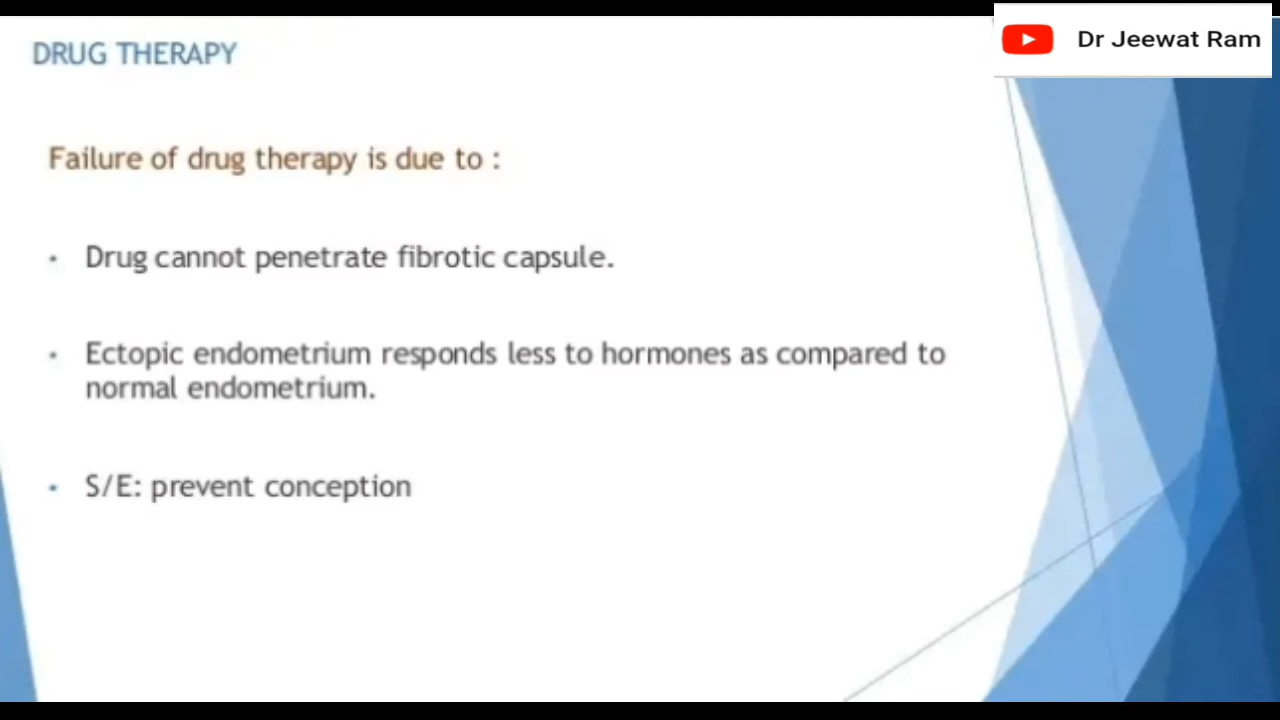 Dr Jeewat Ram
DRUG THERAPY
Failure of drug therapy is due to :
• Drug cannot penetrate fibrotic capsule.
• Ectopic endometrium responds less to hormones as compared to
normal endometrium.
• S/E: prevent conception